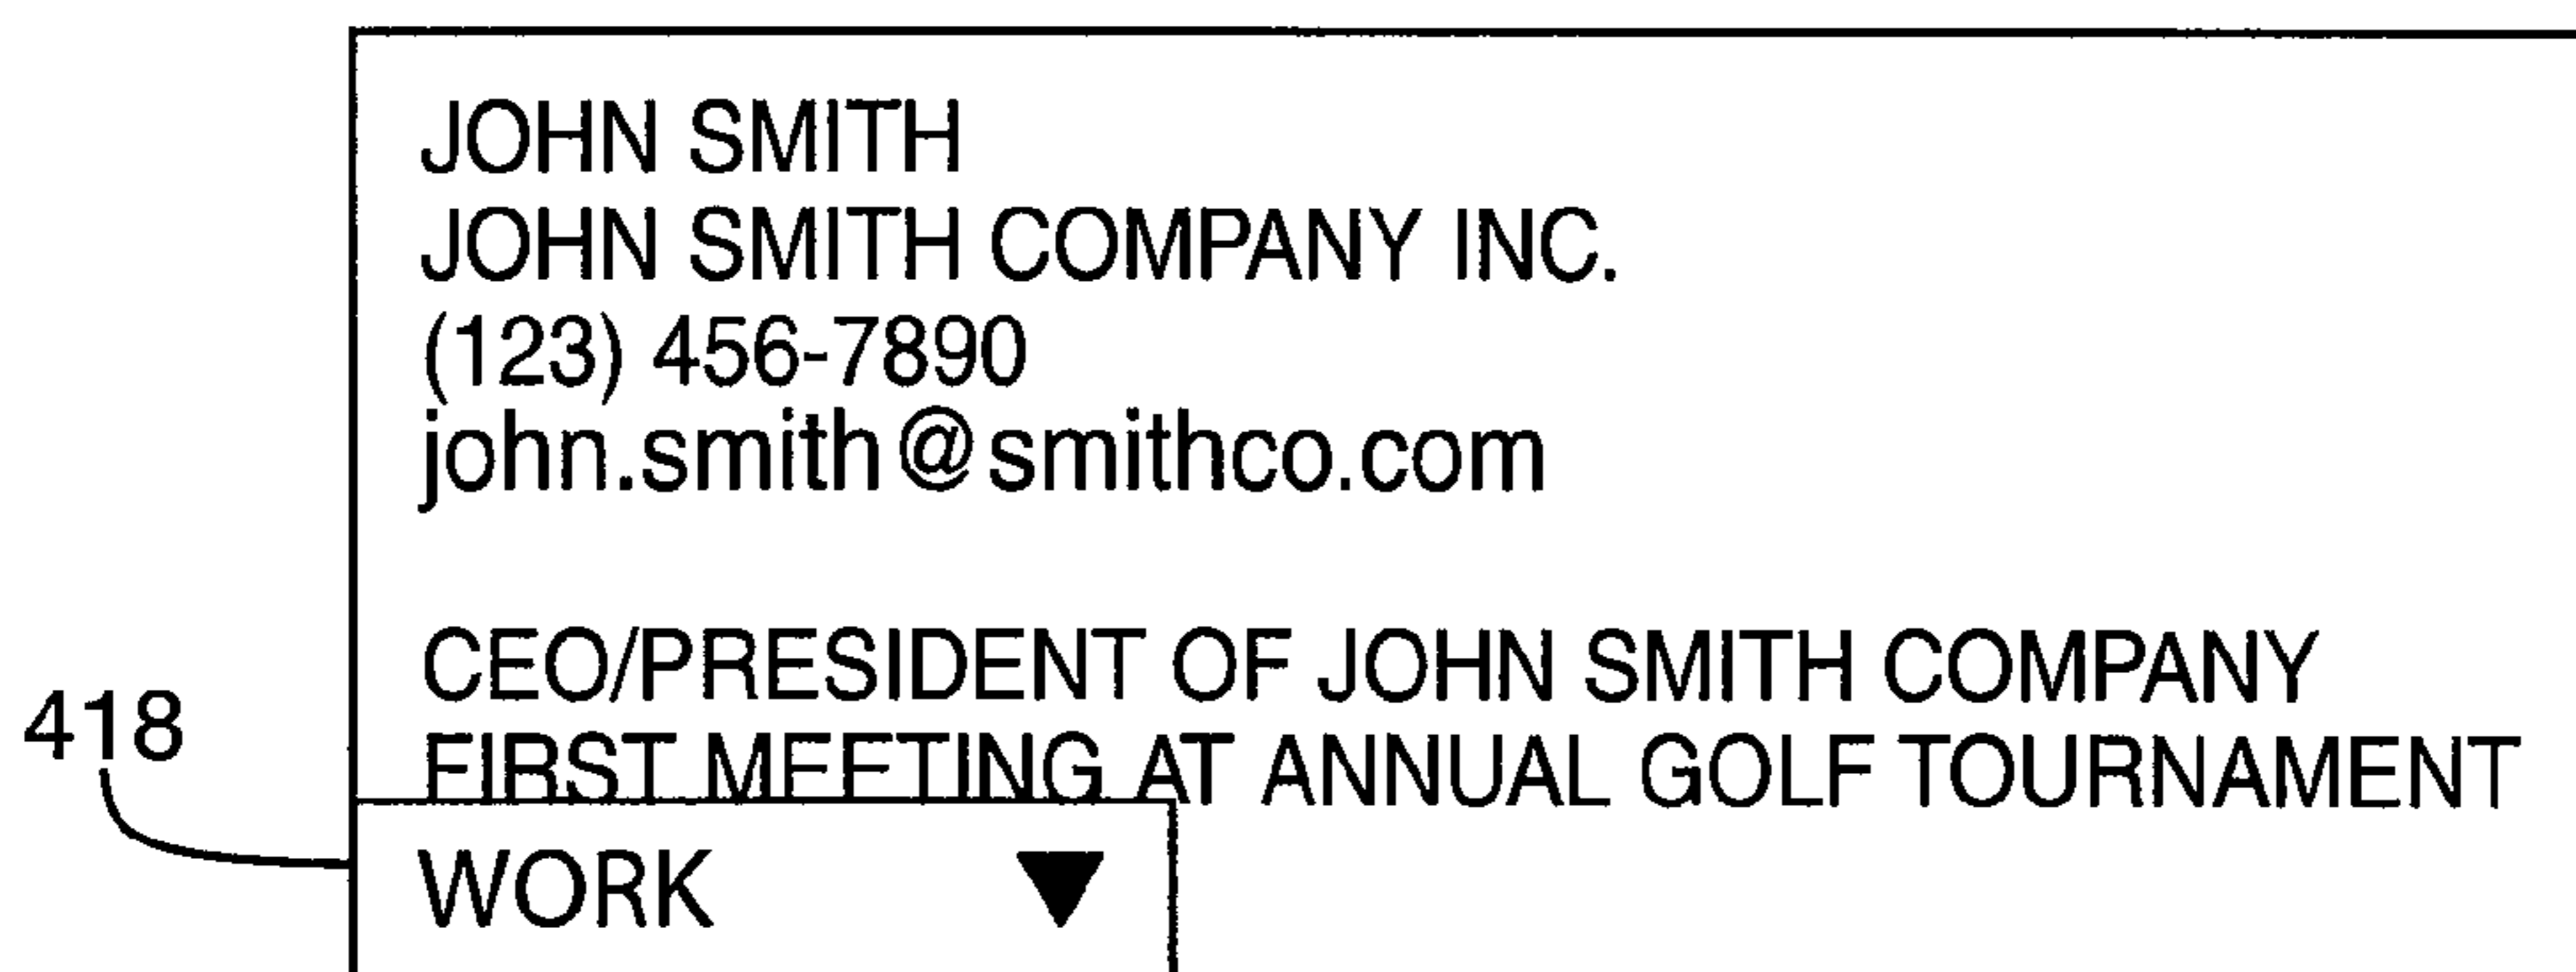 JOHN SMITH
JOHN SMITH COMPANY INC.
(123) 456-7890
john.smith@smithco.com
CEO/PRESIDENT OF JOHN SMITH COMPANY
FIRST MEETING AT ANNUAL GOLF TOURNAMENT
418
WORK